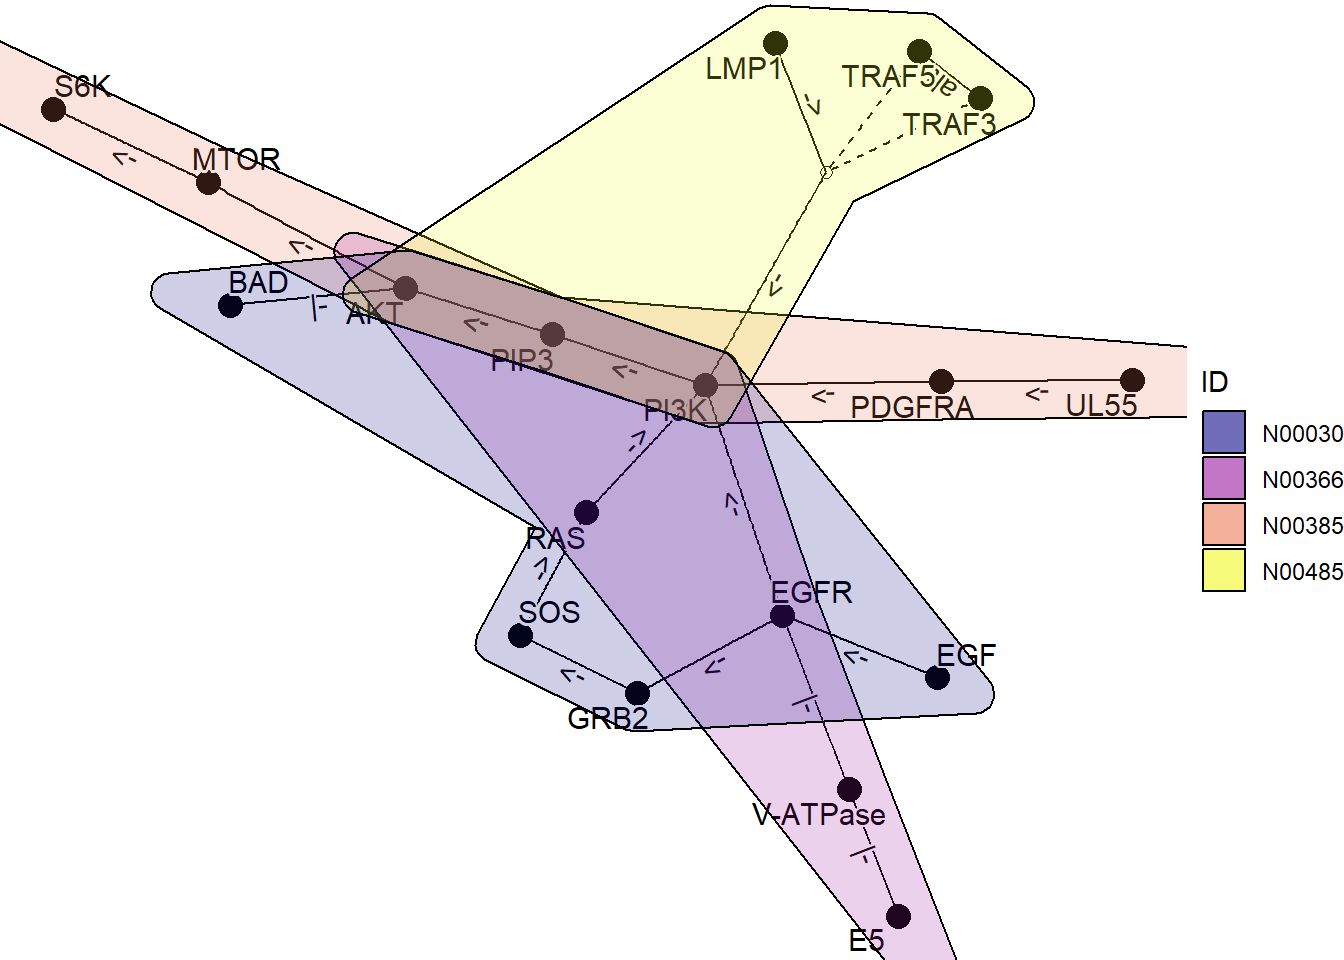 LMP1
TRAF5
alc
TRAF3
->
S6K
MTOR
->
->
->
BAD
-|
AKT
->
PIP3
->
PI3K
->
PDGFRA
->
UL55
ID
N00030
N00366
N00385
N00485
->
->
RAS
->
SOS
EGFR
->
->
->
EGF
GRB2
-|
V-ATPase
-|
E5